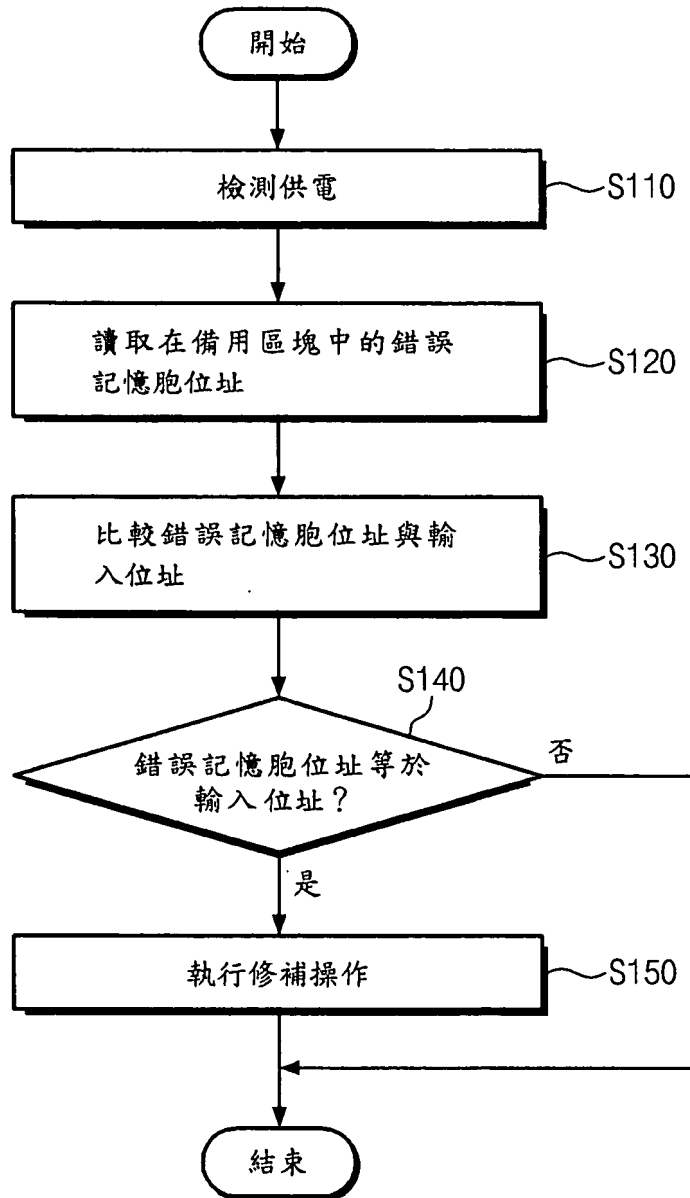 開始
檢測供電
S110
讀取在備用區塊中的錯誤
記憶胞位址
S120
比較錯誤記憶胞位址與輸
入位址
S130
S140
錯誤記憶胞位址等於
輸入位址？
否
是
執行修補操作
S150
結束